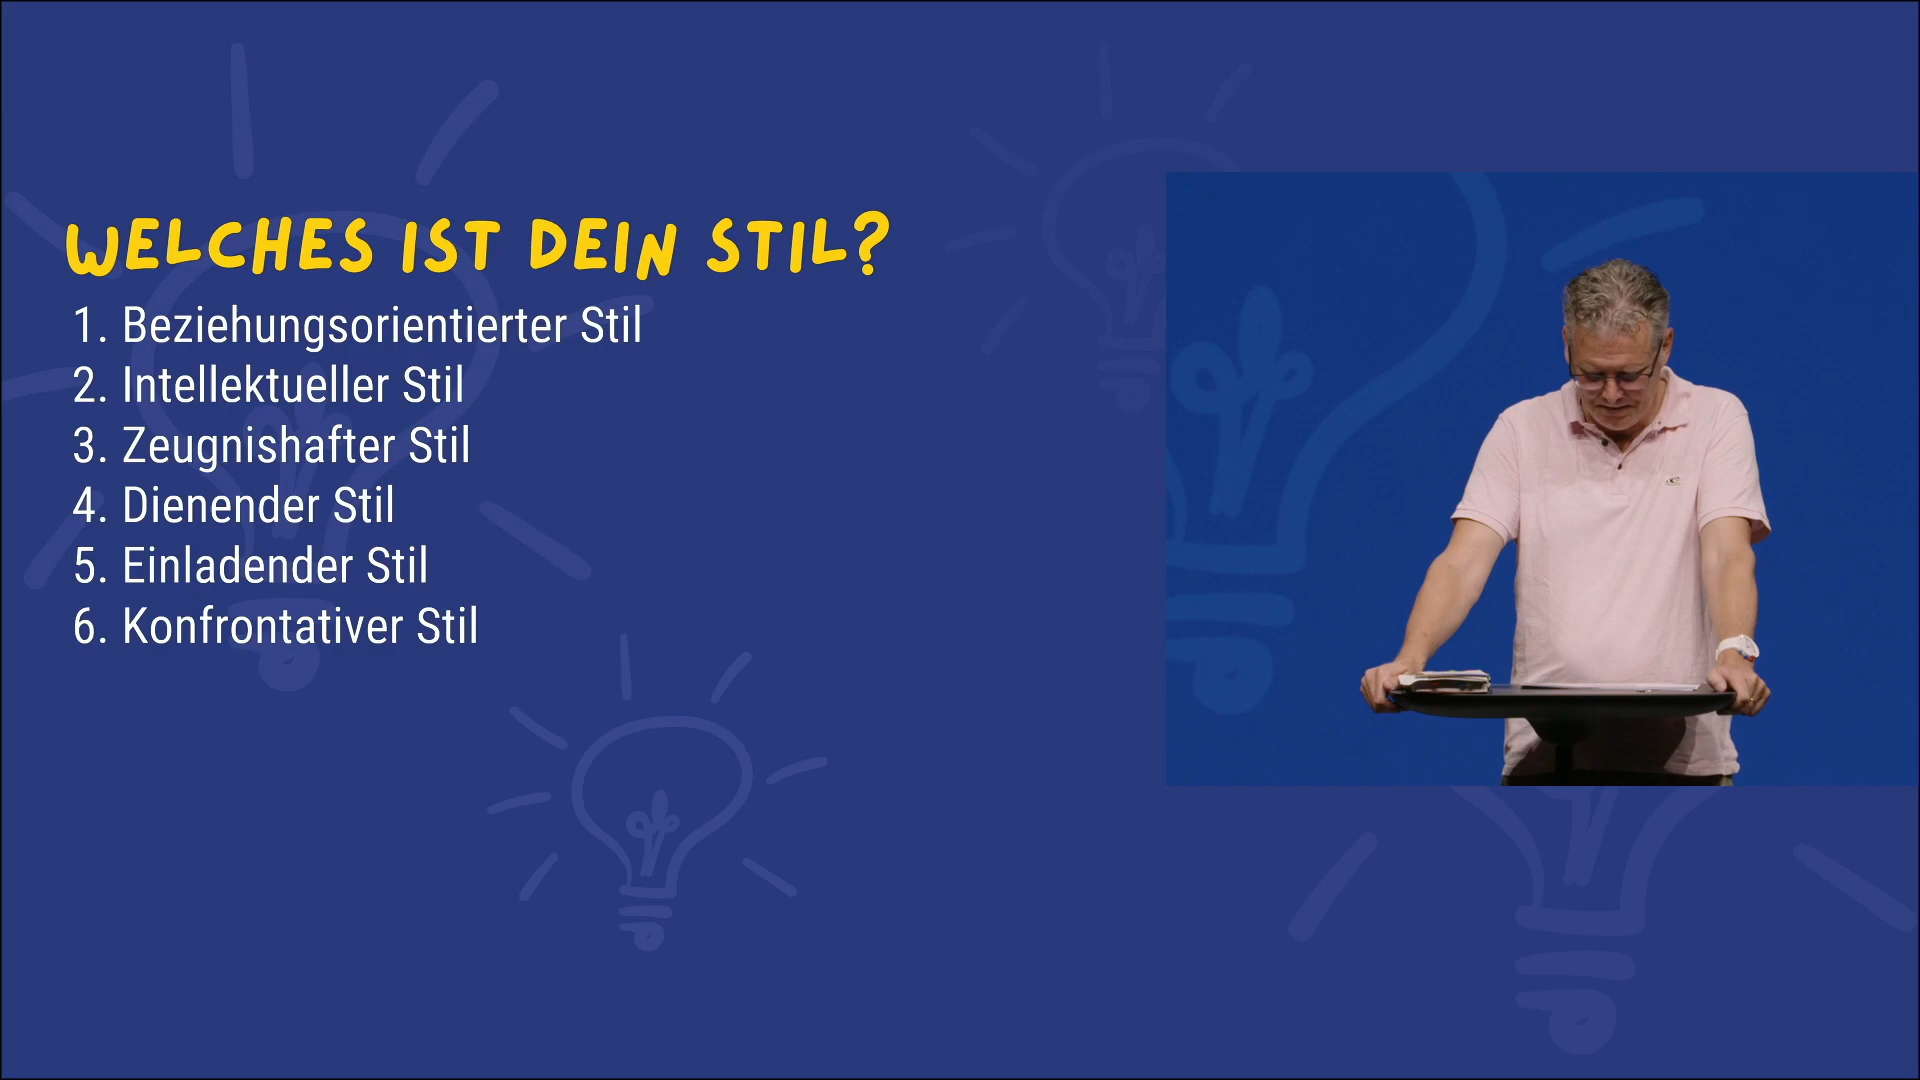 WELCHES IST DEIN STIL?
1. Beziehungsorientierter Stil
2. Intellektueller Stil
3. Zeugnishafter Stil
4. Dienender Stil
5. Einladender Stil
6. Konfrontativer Stil